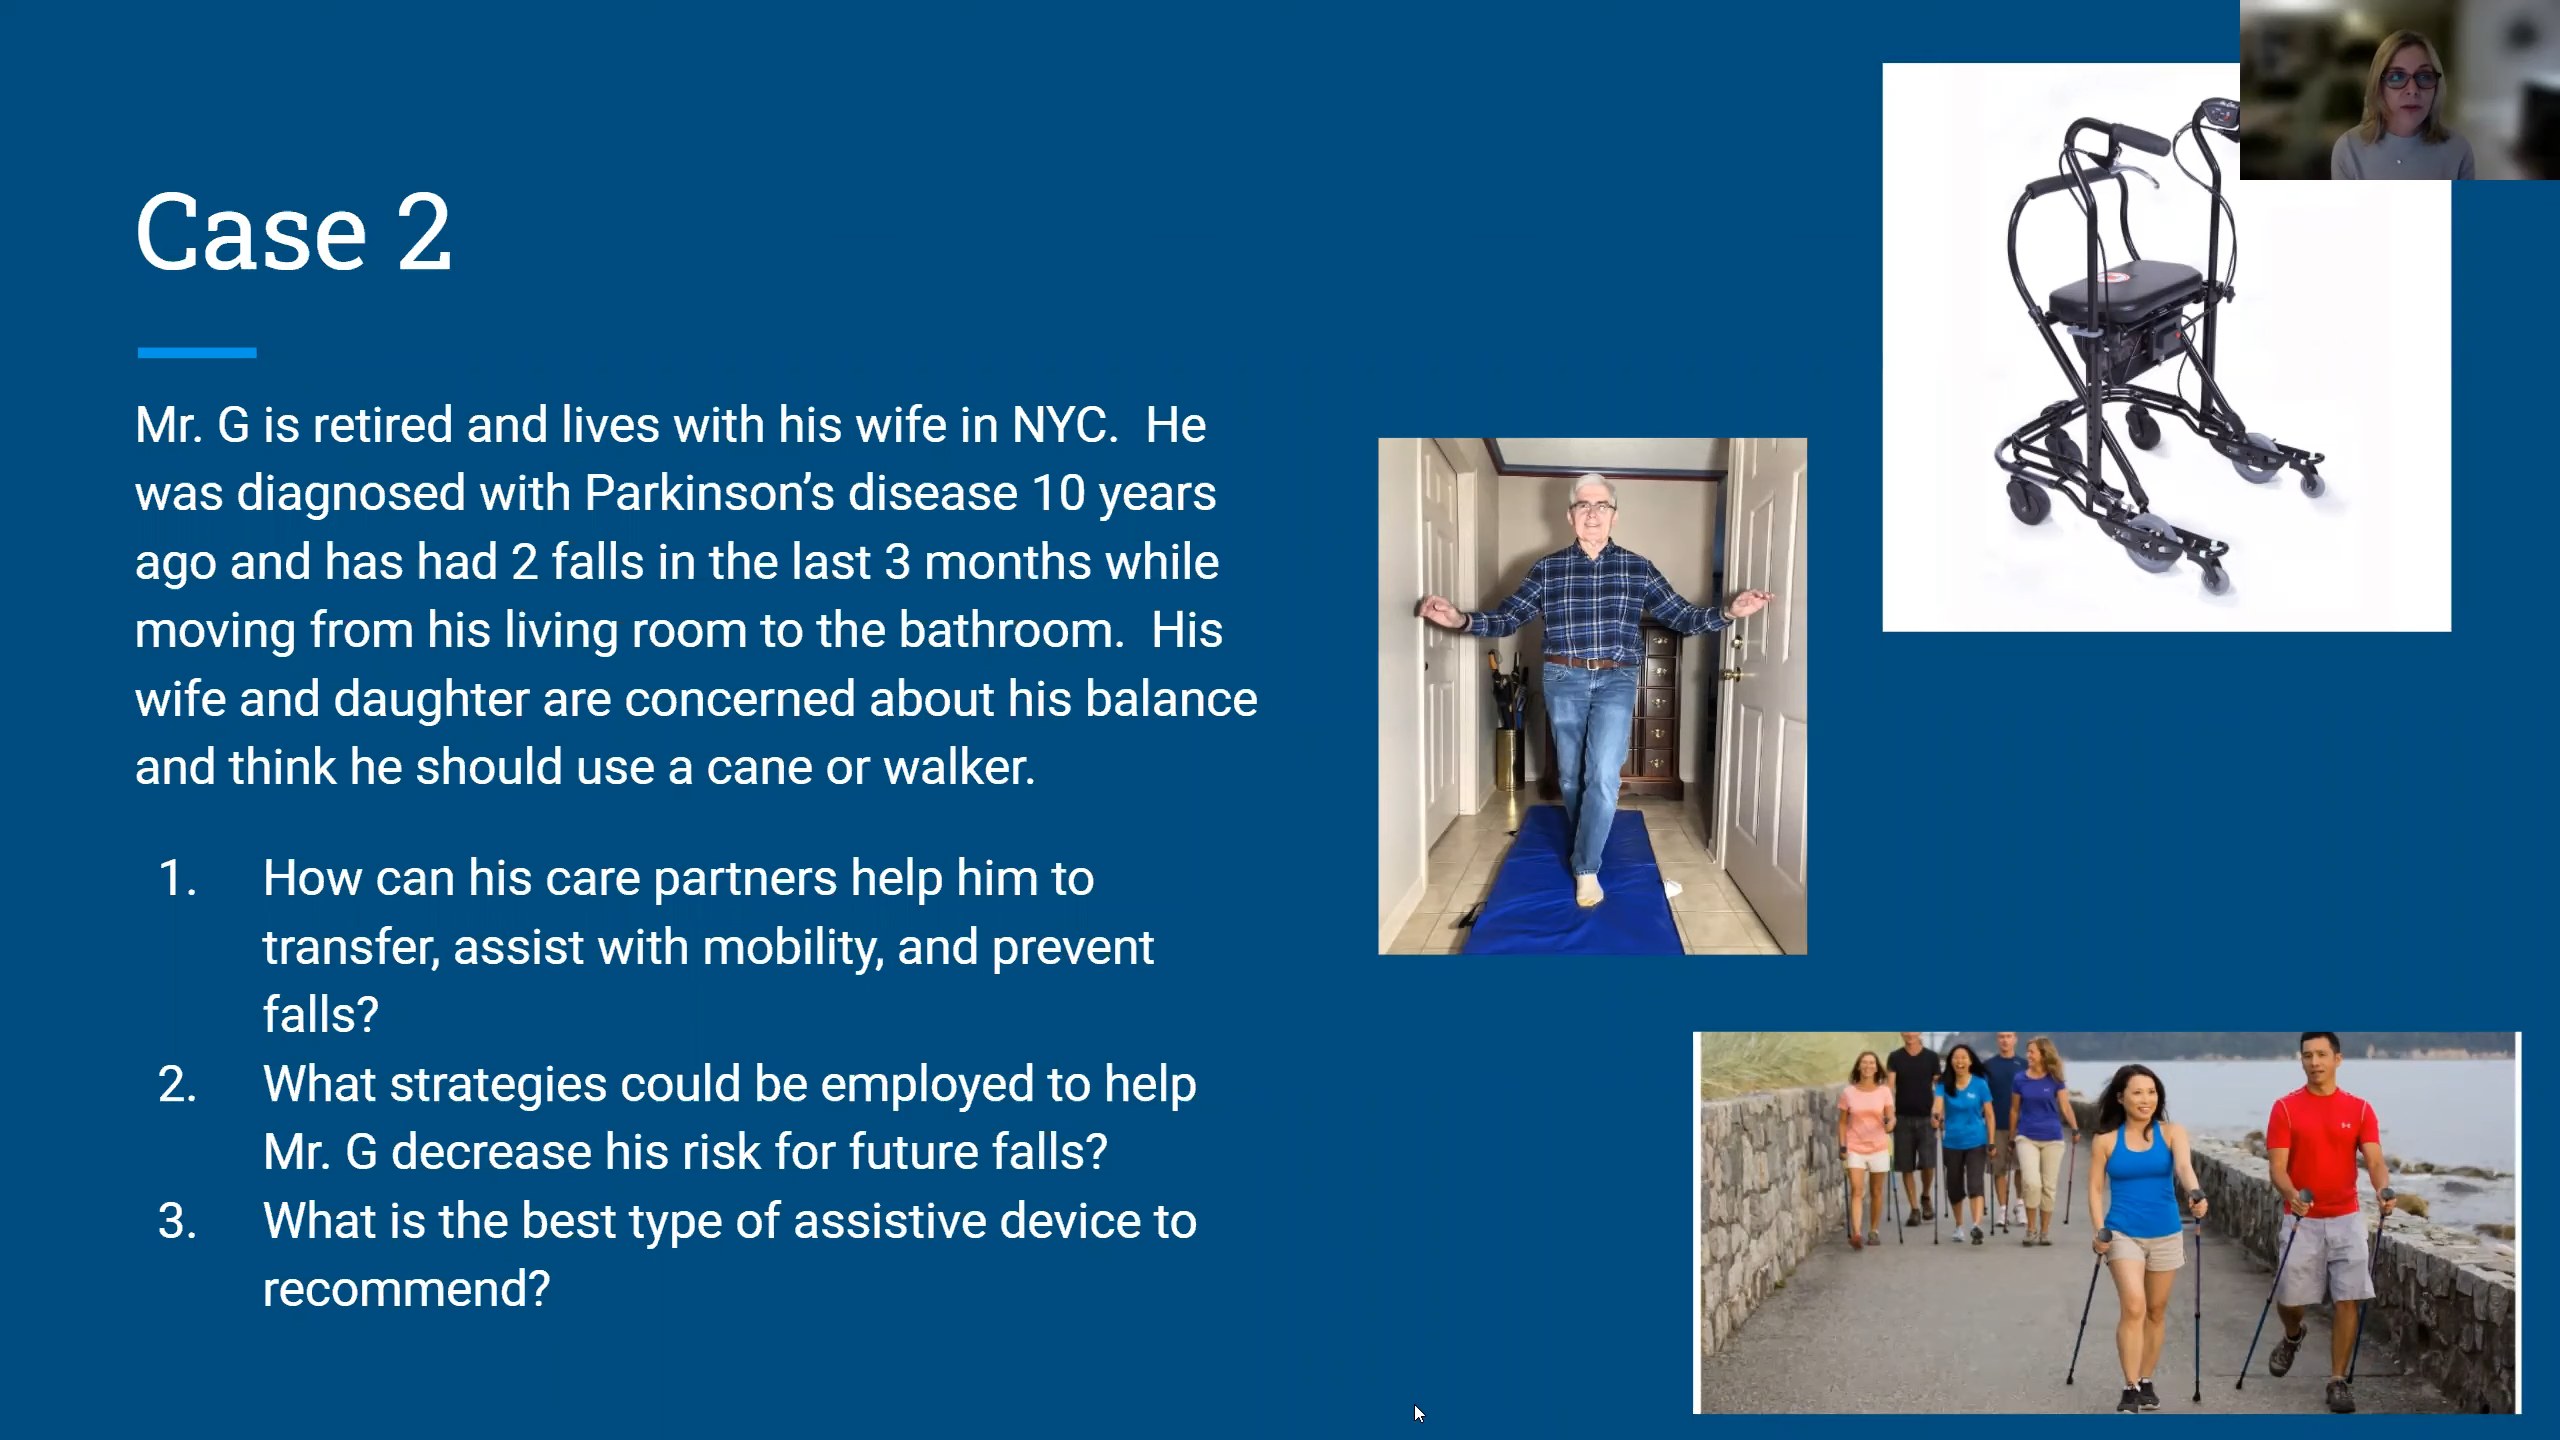 Case 2
Mr. G is retired and lives with his wife in NYC.  He
was diagnosed with Parkinson’s disease 10 years
ago and has had 2 falls in the last 3 months while
moving from his living room to the bathroom.  His
wife and daughter are concerned about his balance
and think he should use a cane or walker.
1. How can his care partners help him to
transfer, assist with mobility, and prevent
falls?
2. What strategies could be employed to help
Mr. G decrease his risk for future falls?
3. What is the best type of assistive device to
recommend?